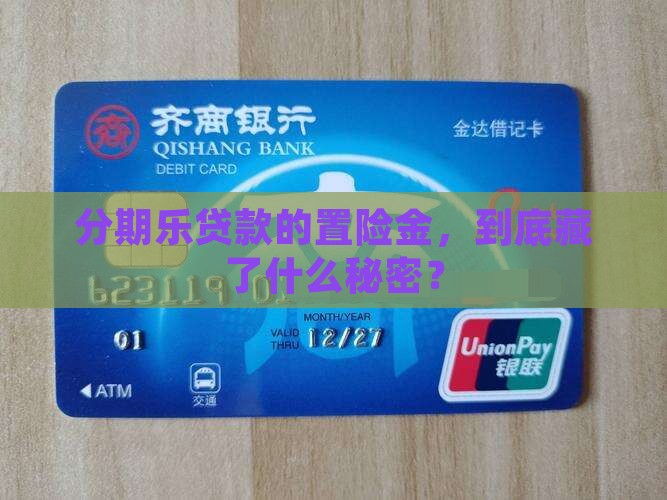 齐商银行
QISHANG BANK
DEBIT CARD
金达借记卡
分期乐贷款的置险金，到底藏
了什么秘密？
623119 01
01
MONTH/YEAR
VALID THRU 12/27
ATM
交通
UnionPay
银联